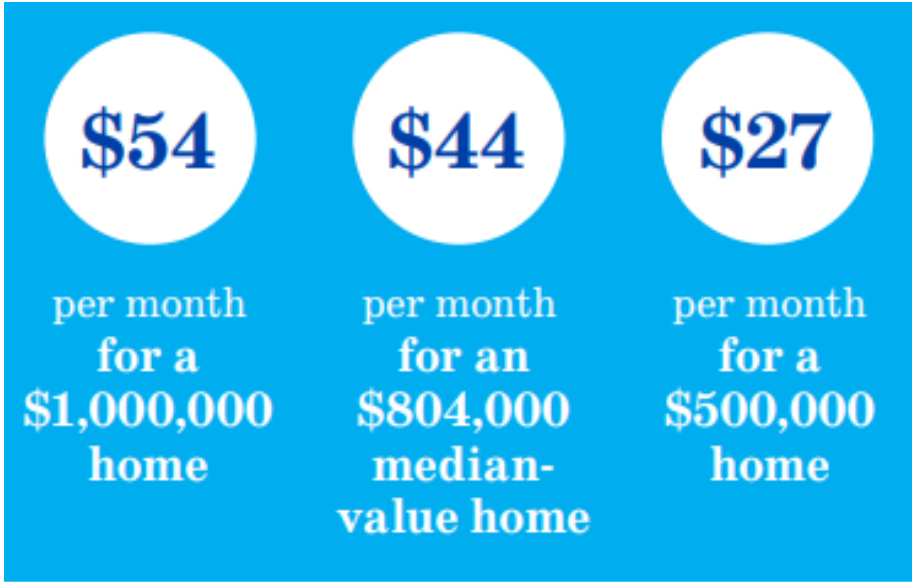 $54
per month
for a
$1,000,000
home
$44
per month
for an
$804,000
median-
value home
$27
per month
for a
$500,000
home